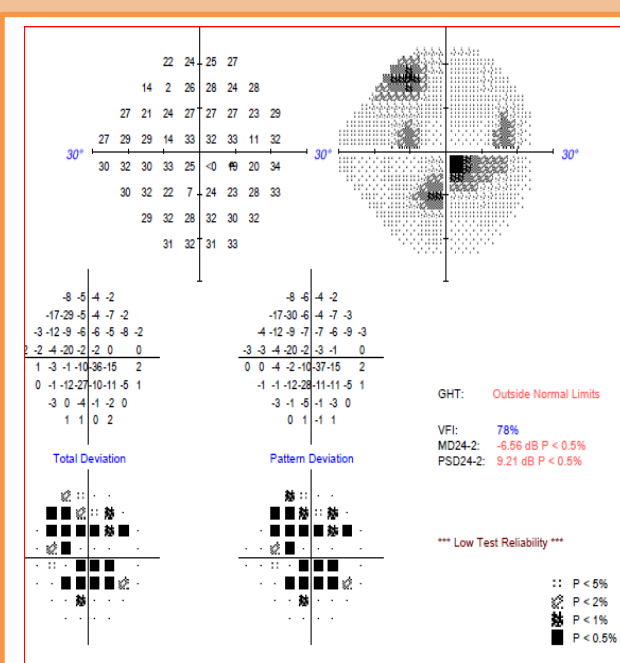 22 24 25 27
14 2 26 28 24 28
27 21 24 27 27 27 23 29
27 29 29 14 33 32 33 11 32
30° 30° 30°
30 32 30 33 25 <0 20 34
30 32 22 7 24 23 28 33
29 32 28 32 30 32
31 32 31 33
-8 -5 -4 -2
-17 -29 -5 -4 -7 -2
-3 -12 -9 -6 -6 -5 -8 -2
-2 -4 -20 -2 -2 0 0
1 -3 -1 -10 -36 -15 2
0 -1 -12 -27 -10 -11 -5 1
-3 0 -4 -1 -2 0
1 1 0 2
Total Deviation
-8 -6 -4 -2
-17 -30 -6 -4 -7 -3
-4 -12 -9 -7 -7 -6 -9 -3
-3 -3 -4 -20 -2 -3 -1 0
0 0 -4 -2 -10 -37 -15 2
-1 -1 -12 -28 -11 -11 -5 1
-3 -1 -5 -1 -3 0
0 1 -1 1
Pattern Deviation
GHT: Outside Normal Limits
VFI: 78%
MD24-2: -6.56 dB P < 0.5%
PSD24-2: 9.21 dB P < 0.5%
*** Low Test Reliability ***
:: P < 5%
P < 2%
P < 1%
P < 0.5%